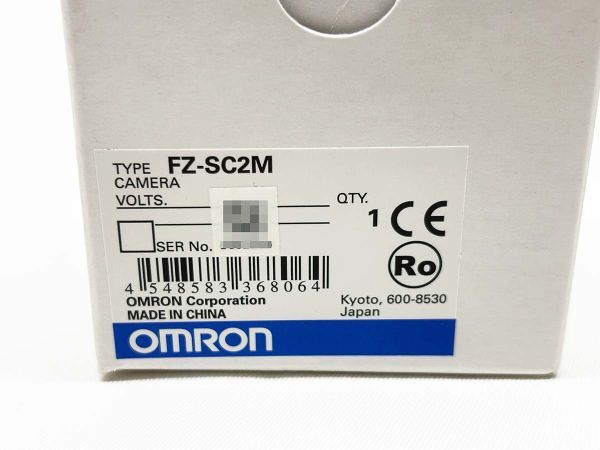 TYPE FZ-SC2M
CAMERA
VOLTS.
QTY. 1
CE
SER No.
Ro
4 548583 368064
OMRON Corporation
MADE IN CHINA
Kyoto, 600-8530
Japan
OMRON